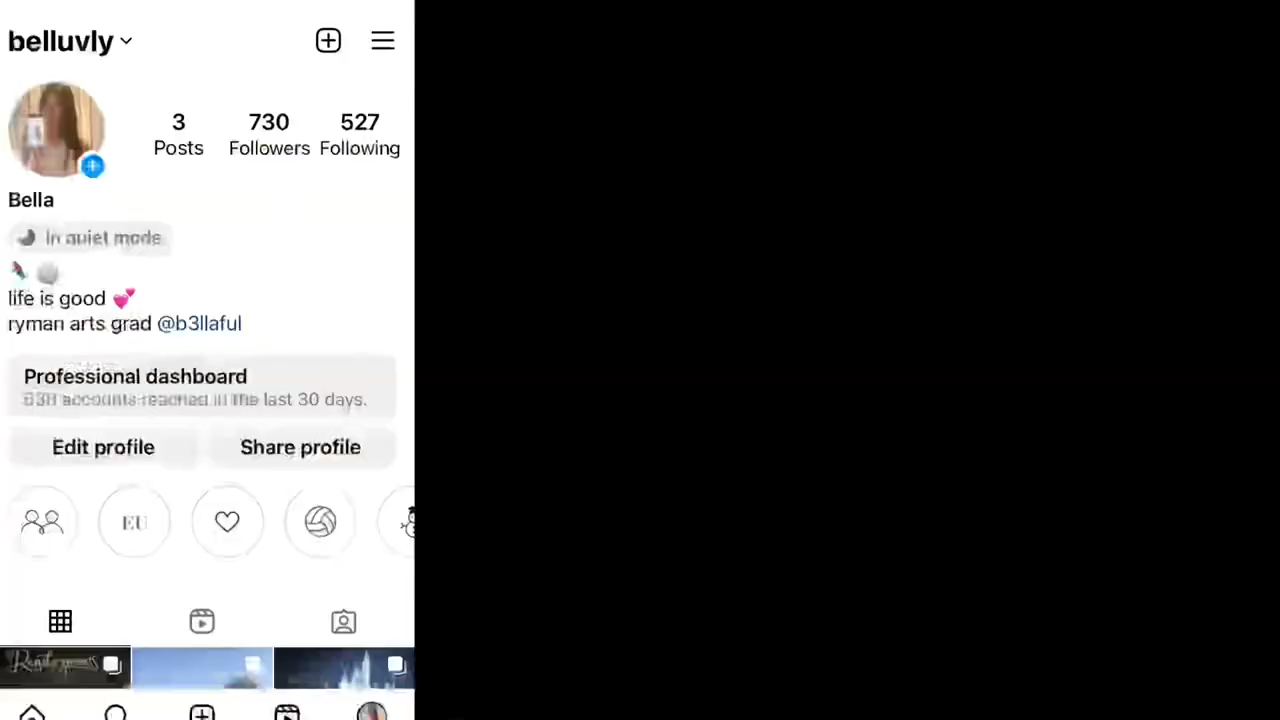 belluvly
3
730
527
Posts
Followers
Following
Bella
In quiet mode
life is good 💕
ryman arts grad @b3llaful
Professional dashboard
accounts reached in the last 30 days.
Edit profile
Share profile
EU